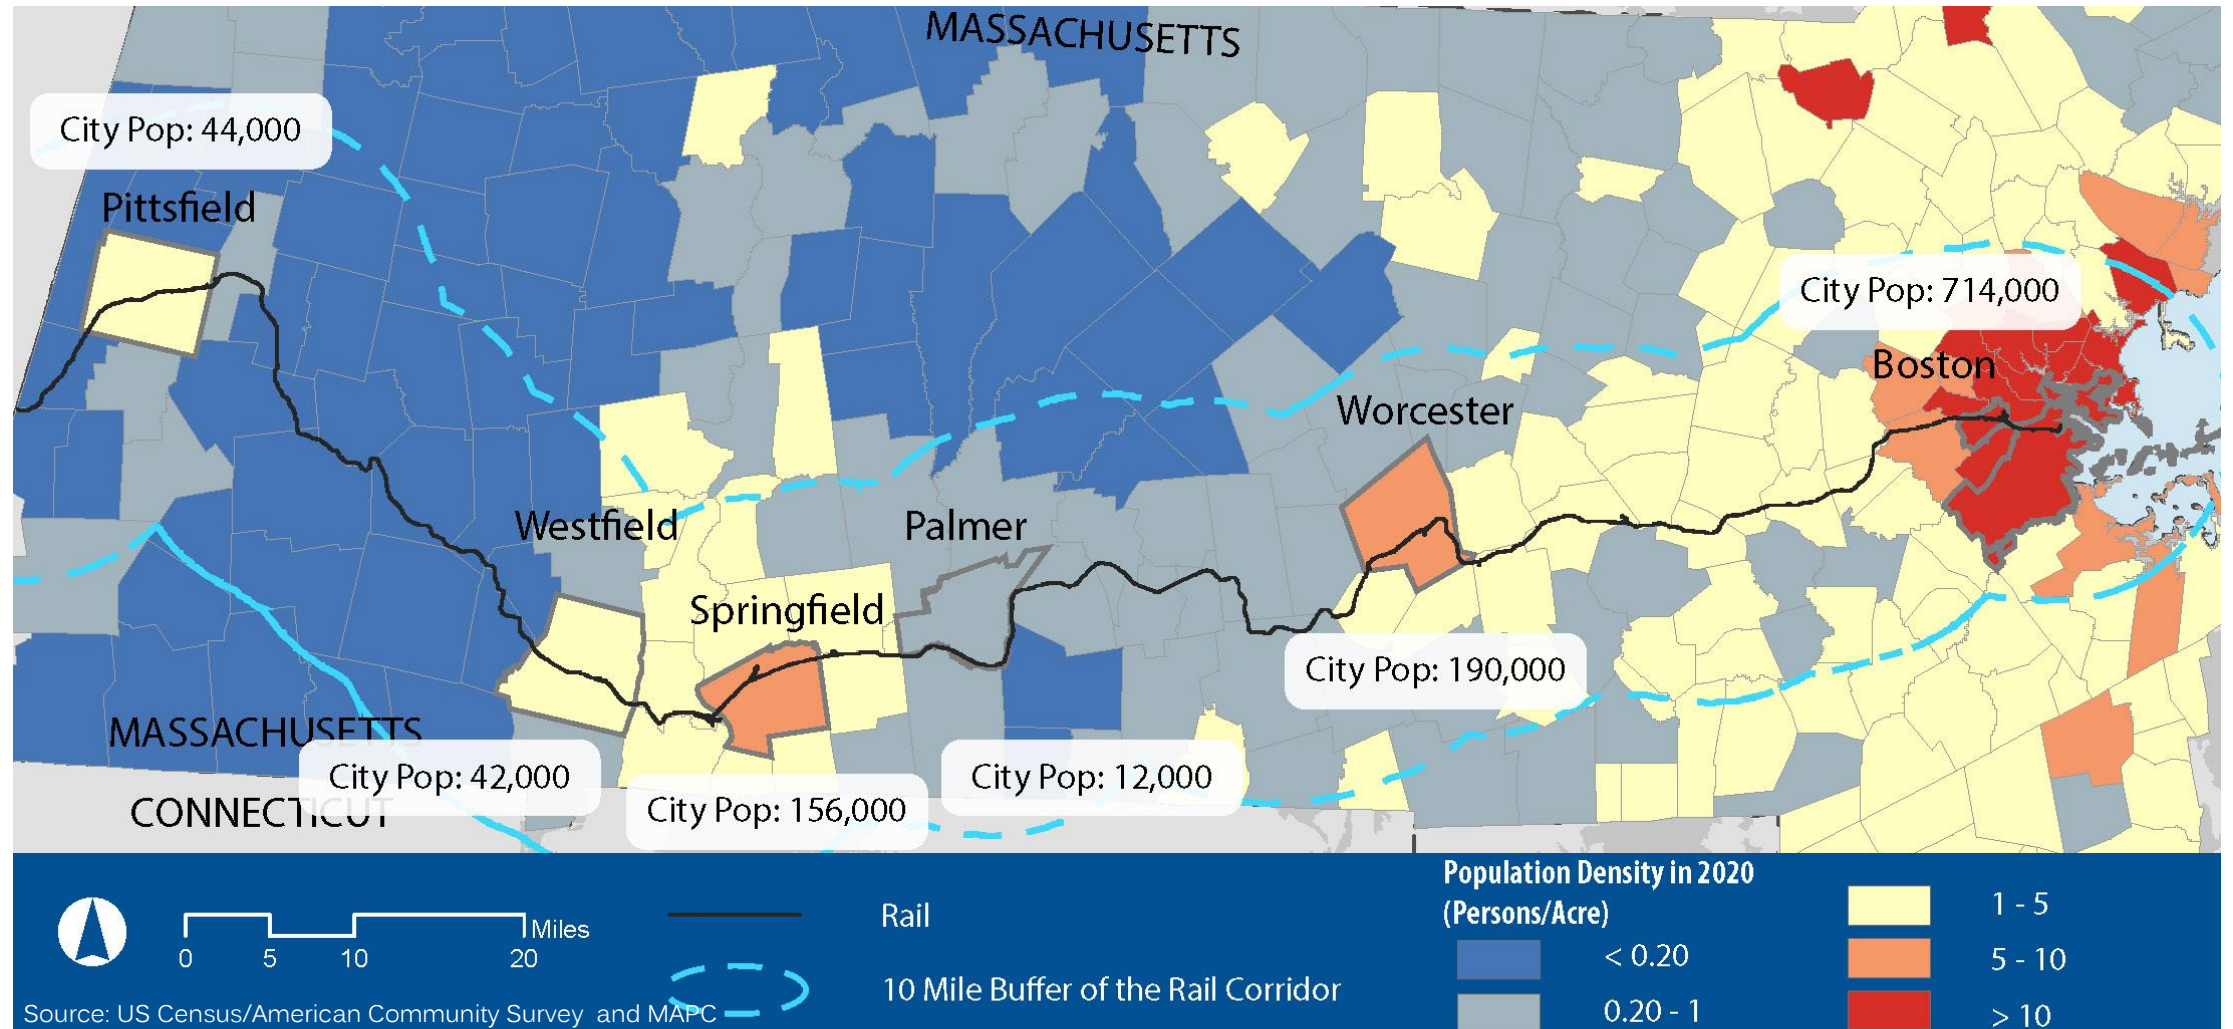 MASSACHUSETTS
City Pop: 44,000
Pittsfield
City Pop: 714,000
Boston
Worcester
Westfield
Palmer
Springfield
City Pop: 190,000
MASSACHUSETTS
City Pop: 42,000
City Pop: 12,000
CONNECTICUT
City Pop: 156,000
Population Density in 2020
(Persons/Acre)
< 0.20
0.20 - 1
1 - 5
5 - 10
> 10
Rail
10 Mile Buffer of the Rail Corridor
Miles
0 5 10 20
Source: US Census/American Community Survey and MAPC